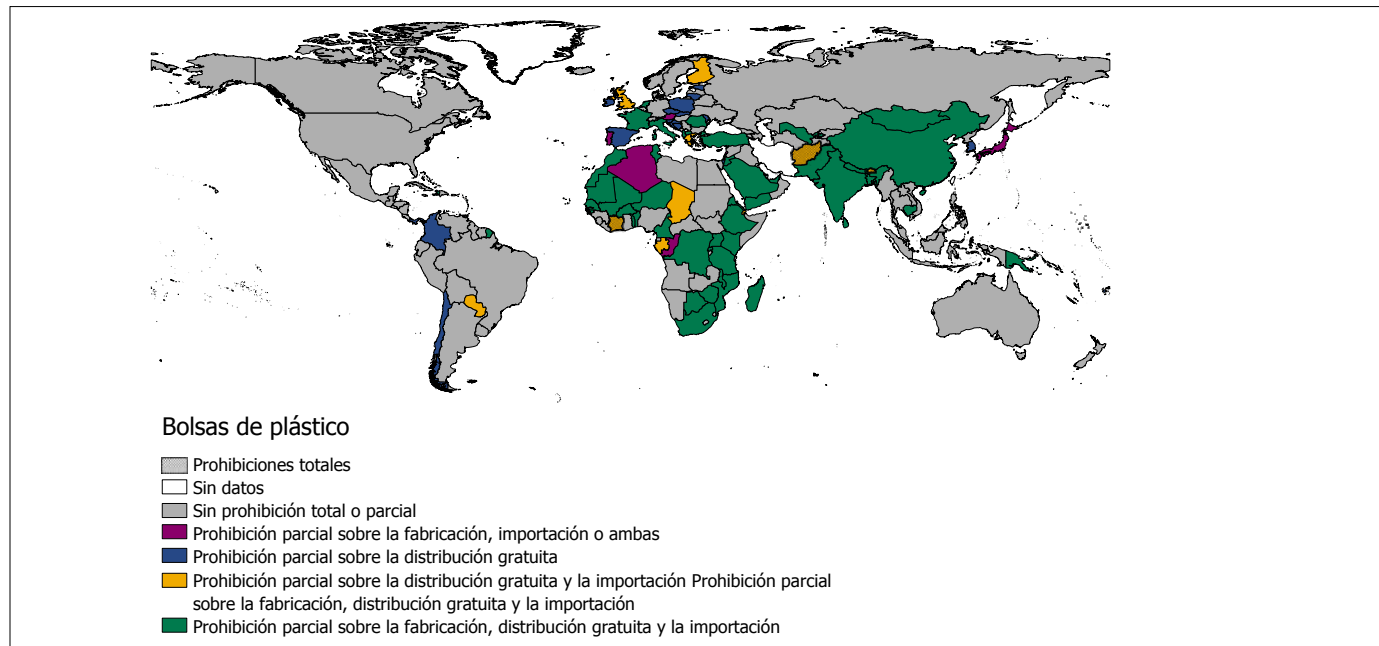 Bolsas de plástico
Prohibiciones totales
Sin datos
Sin prohibición total o parcial
Prohibición parcial sobre la fabricación, importación o ambas
Prohibición parcial sobre la distribución gratuita
Prohibición parcial sobre la distribución gratuita y la importación Prohibición parcial
sobre la fabricación, distribución gratuita y la importación
Prohibición parcial sobre la fabricación, distribución gratuita y la importación